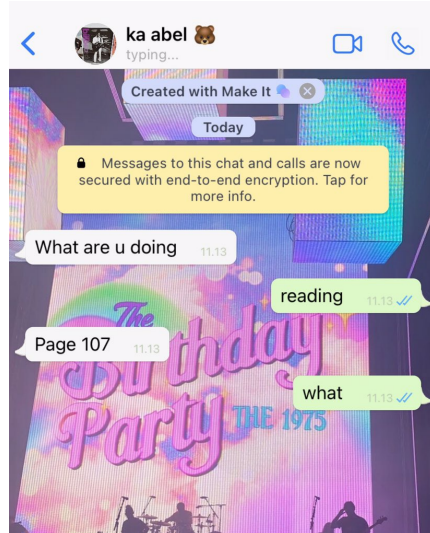 ka abel 🐻
typing...
Created with Make It
Today
Messages to this chat and calls are now
secured with end-to-end encryption. Tap for
more info.
What are u doing 11.13
reading 11.13
Page 107 11.13
what 11.13
The
Birthday
Party THE 1975